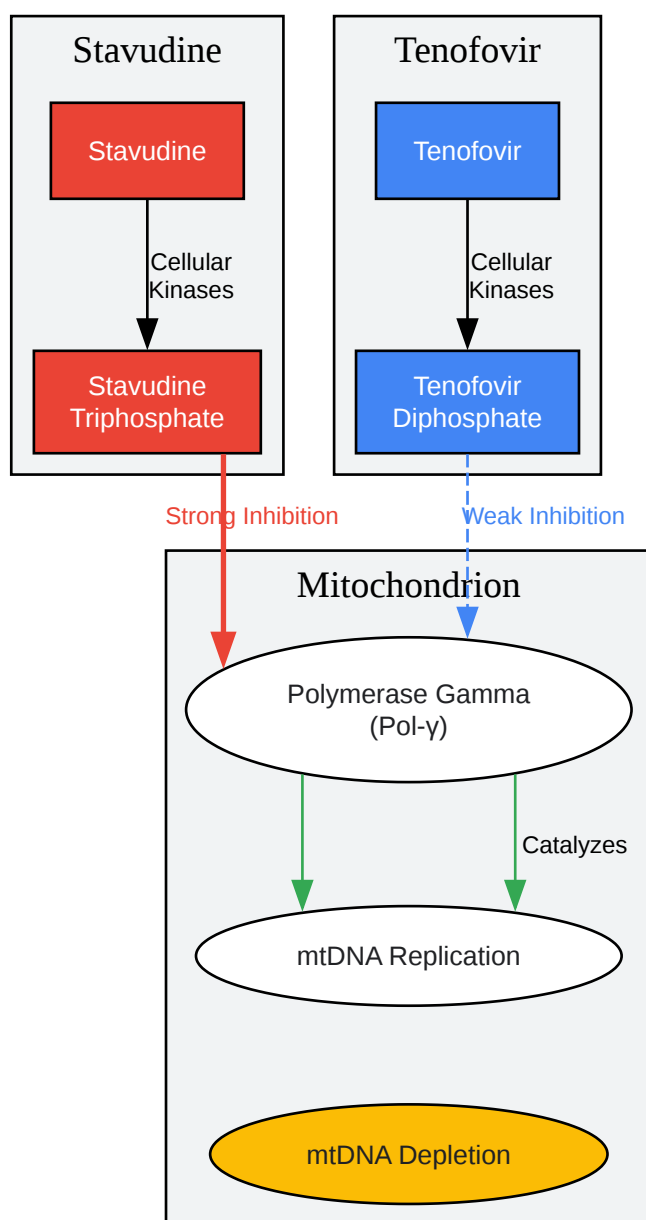 Stavudine
Tenofovir
Stavudine
Tenofovir
Cellular
Kinases
Cellular
Kinases
Stavudine
Triphosphate
Tenofovir
Diphosphate
Strong Inhibition
Weak Inhibition
Mitochondrion
Polymerase Gamma
(Pol-γ)
Catalyzes
mtDNA Replication
mtDNA Depletion